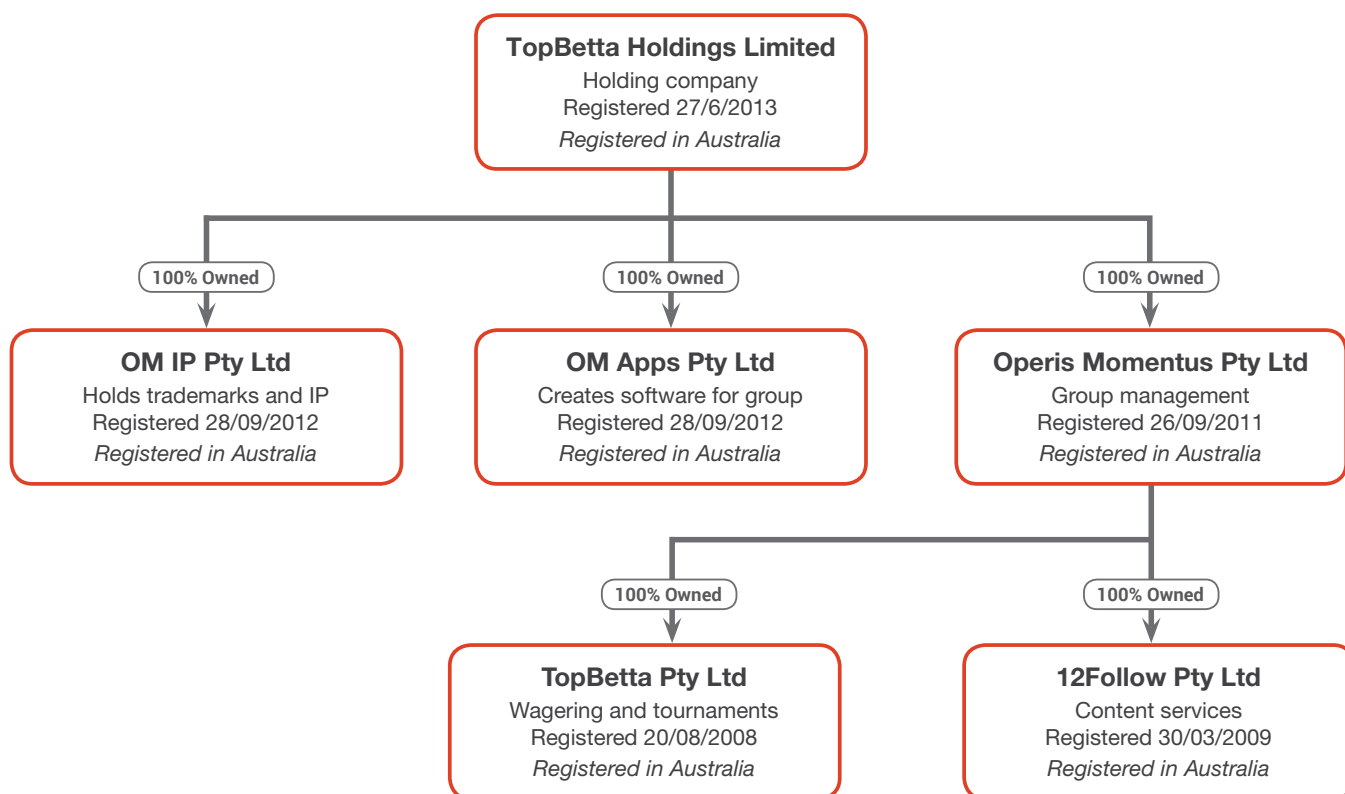 TopBetta Holdings Limited
Holding company
Registered 27/6/2013
Registered in Australia
100% Owned
100% Owned
100% Owned
OM IP Pty Ltd
Holds trademarks and IP
Registered 28/09/2012
Registered in Australia
OM Apps Pty Ltd
Creates software for group
Registered 28/09/2012
Registered in Australia
Operis Momentus Pty Ltd
Group management
Registered 26/09/2011
Registered in Australia
100% Owned
100% Owned
TopBetta Pty Ltd
Wagering and tournaments
Registered 20/08/2008
Registered in Australia
12Follow Pty Ltd
Content services
Registered 30/03/2009
Registered in Australia